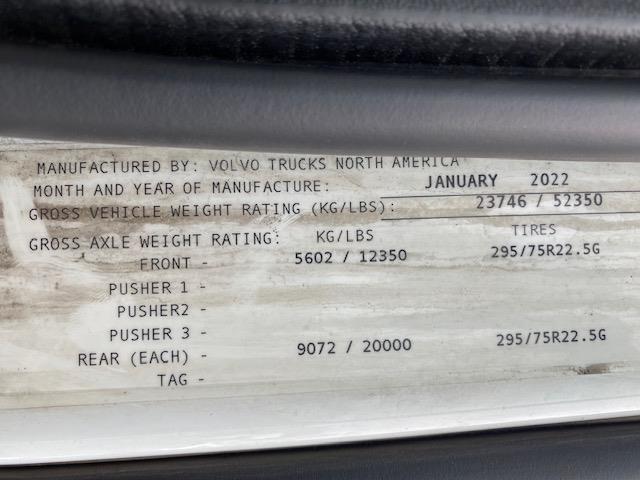 MANUFACTURED BY: VOLVO TRUCKS NORTH AMERICA
MONTH AND YEAR OF MANUFACTURE: JANUARY 2022
GROSS VEHICLE WEIGHT RATING (KG/LBS): 23746 / 52350
GROSS AXLE WEIGHT RATING: KG/LBS TIRES
FRONT - 5602 / 12350 295/75R22.5G
PUSHER 1 -
PUSHER2 -
PUSHER 3 -
REAR (EACH) - 9072 / 20000 295/75R22.5G
TAG -